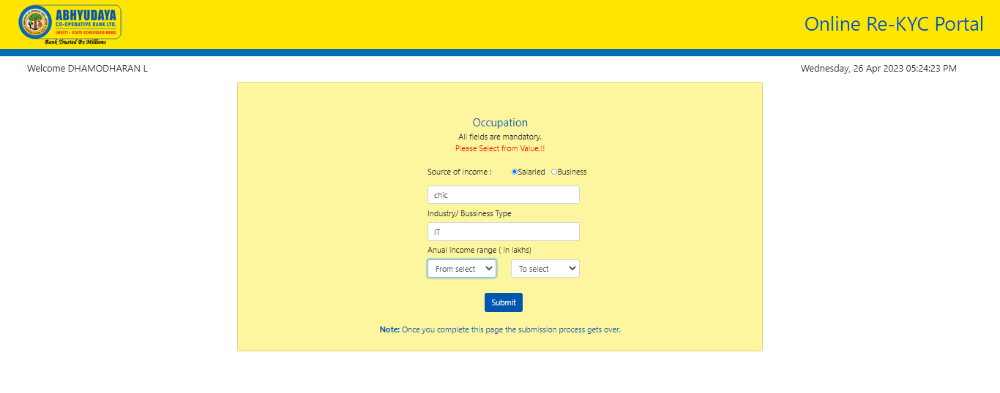 ABHYUDAYA
CO-OPERATIVE BANK LTD.
(MULTI - STATE SCHEDULED BANK)
Bank Trusted By Millions
Online Re-KYC Portal
Welcome DHAMODHARAN L
Wednesday, 26 Apr 2023 05:24:23 PM
Occupation
All fields are mandatory.
Please Select from Value.!!
Source of income : Salaried Business
chic
Industry/ Bussiness Type
IT
Anual income range ( in lakhs)
From select To select
Submit
Note: Once you complete this page the submission process gets over.